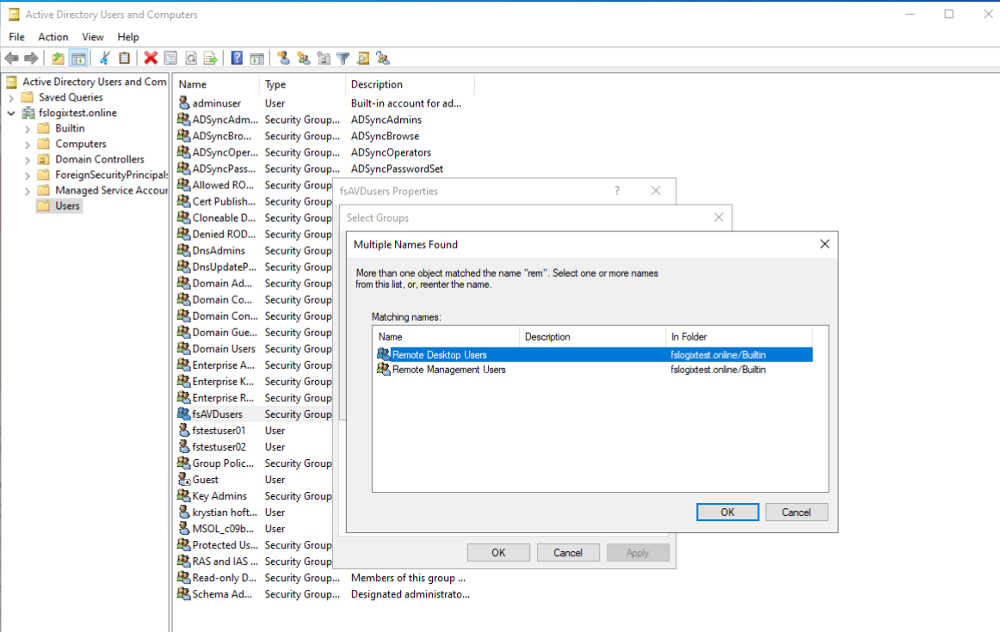 Active Directory Users and Computers
File Action View Help
Active Directory Users and Com
Saved Queries
fslogixtest.online
Builtin
Computers
Domain Controllers
ForeignSecurityPrincipals
Managed Service Accour
Users
Name Type Description
adminuser User Built-in account for ad...
ADSyncAdm... Security Group... ADSyncAdmins
ADSyncBro... Security Group... ADSyncBrowse
ADSyncOper... Security Group... ADSyncOperators
ADSyncPass... Security Group... ADSyncPasswordSet
Allowed RO... Security Group
Cert Publish... Security Group
Cloneable D... Security Group
Denied ROD... Security Group
DnsAdmins Security Group
DnsUpdateP... Security Group
Domain Ad... Security Group
Domain Co... Security Group
Domain Con... Security Group
Domain Gue... Security Group
Domain Users Security Group
Enterprise A... Security Group
Enterprise K... Security Group
Enterprise R... Security Group
fsAVDusers Security Group
fstestuser01 User
fstestuser02 User
Group Polic... Security Group
Guest User
Key Admins Security Group
krystian hoft... User
MSOL_c09b... User
Protected Us... Security Group
RAS and IAS ... Security Group
Read-only D... Security Group... Members of this group ...
Schema Ad... Security Group... Designated administrato...
fsAVDusers Properties
?
Select Groups
Multiple Names Found
More than one object matched the name "rem". Select one or more names
from this list, or, reenter the name.
Matching names:
Name Description In Folder
Remote Desktop Users fslogixtest.online/Builtin
Remote Management Users fslogixtest.online/Builtin
OK Cancel
OK Cancel Apply